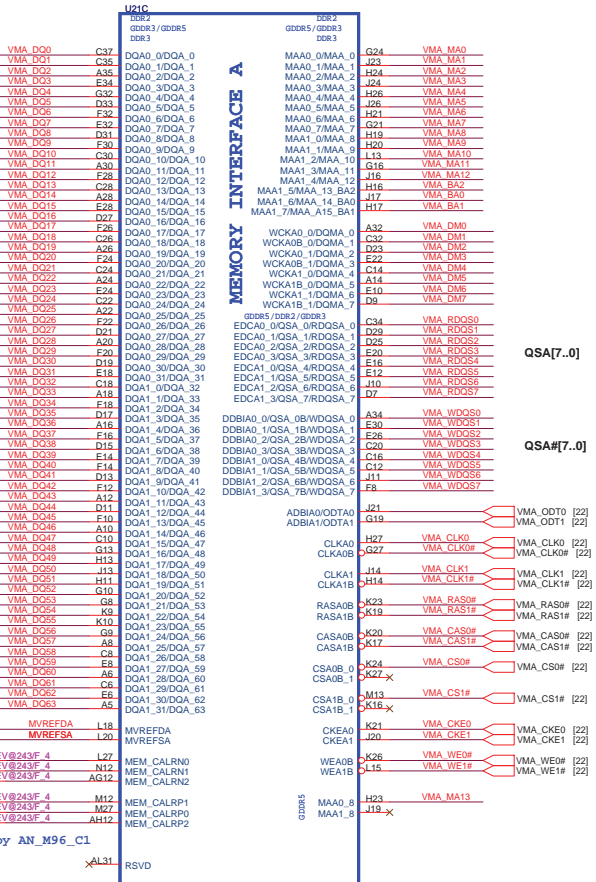 U21C
DDR2 DDR2
GDDR3/GDDR5 GDDR5/GDDR3
DDR3 DDR3
MEMORY INTERFACE A
VMA_DQ0 C37 DQA0_0/DQA_0 MAA0_0/MAA_0 G24 VMA_MA0
VMA_DQ1 C35 DQA0_1/DQA_1 MAA0_1/MAA_1 J23 VMA_MA1
VMA_DQ2 A35 DQA0_2/DQA_2 MAA0_2/MAA_2 H24 VMA_MA2
VMA_DQ3 E34 DQA0_3/DQA_3 MAA0_3/MAA_3 J24 VMA_MA3
VMA_DQ4 G32 DQA0_4/DQA_4 MAA0_4/MAA_4 H26 VMA_MA4
VMA_DQ5 D33 DQA0_5/DQA_5 MAA0_5/MAA_5 J26 VMA_MA5
VMA_DQ6 F32 DQA0_6/DQA_6 MAA0_6/MAA_6 H21 VMA_MA6
VMA_DQ7 E32 DQA0_7/DQA_7 MAA0_7/MAA_7 G21 VMA_MA7
VMA_DQ8 D31 DQA0_8/DQA_8 MAA1_0/MAA_8 H19 VMA_MA8
VMA_DQ9 F30 DQA0_9/DQA_9 MAA1_1/MAA_9 H20 VMA_MA9
VMA_DQ10 C30 DQA0_10/DQA_10 MAA1_2/MAA_10 L13 VMA_MA10
VMA_DQ11 A30 DQA0_11/DQA_11 MAA1_3/MAA_11 G16 VMA_MA11
VMA_DQ12 F28 DQA0_12/DQA_12 MAA1_4/MAA_12 J16 VMA_MA12
VMA_DQ13 C28 DQA0_13/DQA_13 MAA1_5/MAA_13_BA2 H16 VMA_BA2
VMA_DQ14 A28 DQA0_14/DQA_14 MAA1_6/MAA_14_BA0 J17 VMA_BA0
VMA_DQ15 E28 DQA0_15/DQA_15 MAA1_7/MAA_A15_BA1 H17 VMA_BA1
VMA_DQ16 D27 DQA0_16/DQA_16
VMA_DQ17 F26 DQA0_17/DQA_17 WCKA0_0/DQMA_0 A32 VMA_DM0
VMA_DQ18 C26 DQA0_18/DQA_18 WCKA0B_0/DQMA_1 C32 VMA_DM1
VMA_DQ19 A26 DQA0_19/DQA_19 WCKA0_1/DQMA_2 D23 VMA_DM2
VMA_DQ20 F24 DQA0_20/DQA_20 WCKA0B_1/DQMA_3 E22 VMA_DM3
VMA_DQ21 C24 DQA0_21/DQA_21 WCKA1_0/DQMA_4 C14 VMA_DM4
VMA_DQ22 A24 DQA0_22/DQA_22 WCKA1B_0/DQMA_5 A14 VMA_DM5
VMA_DQ23 E24 DQA0_23/DQA_23 WCKA1_1/DQMA_6 E10 VMA_DM6
VMA_DQ24 C22 DQA0_24/DQA_24 WCKA1B_1/DQMA_7 D9 VMA_DM7
VMA_DQ25 A22 DQA0_25/DQA_25 GDDR5/DDR2/GDDR3
VMA_DQ26 F22 DQA0_26/DQA_26 EDCA0_0/QSA_0/RDQSA_0 C34 VMA_RDQS0
VMA_DQ27 D21 DQA0_27/DQA_27 EDCA0_1/QSA_1/RDQSA_1 D29 VMA_RDQS1
VMA_DQ28 A20 DQA0_28/DQA_28 EDCA0_2/QSA_2/RDQSA_2 D25 VMA_RDQS2
VMA_DQ29 F20 DQA0_29/DQA_29 EDCA0_3/QSA_3/RDQSA_3 E20 VMA_RDQS3 QSA[7..0]
VMA_DQ30 D19 DQA0_30/DQA_30 EDCA1_0/QSA_4/RDQSA_4 E16 VMA_RDQS4
VMA_DQ31 E18 DQA0_31/DQA_31 EDCA1_1/QSA_5/RDQSA_5 E12 VMA_RDQS5
VMA_DQ32 C18 DQA1_0/DQA_32 EDCA1_2/QSA_6/RDQSA_6 J10 VMA_RDQS6
VMA_DQ33 A18 DQA1_1/DQA_33 EDCA1_3/QSA_7/RDQSA_7 D7 VMA_RDQS7
VMA_DQ34 F18 DQA1_2/DQA_34
VMA_DQ35 D17 DQA1_3/DQA_35 DDBIA0_0/QSA_0B/WDQSA_0 A34 VMA_WDQS0
VMA_DQ36 A16 DQA1_4/DQA_36 DDBIA0_1/QSA_1B/WDQSA_1 E30 VMA_WDQS1
VMA_DQ37 F16 DQA1_5/DQA_37 DDBIA0_2/QSA_2B/WDQSA_2 E26 VMA_WDQS2
VMA_DQ38 D15 DQA1_6/DQA_38 DDBIA0_3/QSA_3B/WDQSA_3 C20 VMA_WDQS3 QSA#[7..0]
VMA_DQ39 E14 DQA1_7/DQA_39 DDBIA1_0/QSA_4B/WDQSA_4 C16 VMA_WDQS4
VMA_DQ40 F14 DQA1_8/DQA_40 DDBIA1_1/QSA_5B/WDQSA_5 C12 VMA_WDQS5
VMA_DQ41 D13 DQA1_9/DQA_41 DDBIA1_2/QSA_6B/WDQSA_6 J11 VMA_WDQS6
VMA_DQ42 F12 DQA1_10/DQA_42 DDBIA1_3/QSA_7B/WDQSA_7 F8 VMA_WDQS7
VMA_DQ43 A12 DQA1_11/DQA_43
VMA_DQ44 D11 DQA1_12/DQA_44 ADBIA0/ODTA0 J21 VMA_ODT0 [22]
VMA_DQ45 F10 DQA1_13/DQA_45 ADBIA1/ODTA1 G19 VMA_ODT1 [22]
VMA_DQ46 A10 DQA1_14/DQA_46
VMA_DQ47 C10 DQA1_15/DQA_47 CLKA0 H27 VMA_CLK0 VMA_CLK0 [22]
VMA_DQ48 G13 DQA1_16/DQA_48 CLKA0B G27 VMA_CLK0# VMA_CLK0# [22]
VMA_DQ49 H13 DQA1_17/DQA_49
VMA_DQ50 J13 DQA1_18/DQA_50 CLKA1 J14 VMA_CLK1 VMA_CLK1 [22]
VMA_DQ51 H11 DQA1_19/DQA_51 CLKA1B H14 VMA_CLK1# VMA_CLK1# [22]
VMA_DQ52 G10 DQA1_20/DQA_52
VMA_DQ53 G8 DQA1_21/DQA_53 RASA0B K23 VMA_RAS0# VMA_RAS0# [22]
VMA_DQ54 K9 DQA1_22/DQA_54 RASA1B K19 VMA_RAS1# VMA_RAS1# [22]
VMA_DQ55 K10 DQA1_23/DQA_55
VMA_DQ56 G9 DQA1_24/DQA_56 CASA0B K20 VMA_CAS0# VMA_CAS0# [22]
VMA_DQ57 A8 DQA1_25/DQA_57 CASA1B K17 VMA_CAS1# VMA_CAS1# [22]
VMA_DQ58 C8 DQA1_26/DQA_58
VMA_DQ59 E8 DQA1_27/DQA_59 CSA0B_0 K24 VMA_CS0# VMA_CS0# [22]
VMA_DQ60 A6 DQA1_28/DQA_60 CSA0B_1 K27
VMA_DQ61 C6 DQA1_29/DQA_61
VMA_DQ62 E6 DQA1_30/DQA_62 CSA1B_0 M13 VMA_CS1# VMA_CS1# [22]
VMA_DQ63 A5 DQA1_31/DQA_63 CSA1B_1 K16
MVREFDA L18 MVREFDA CKEA0 K21 VMA_CKE0 VMA_CKE0 [22]
MVREFSA L20 MVREFSA CKEA1 J20 VMA_CKE1 VMA_CKE1 [22]
EV@243/F_4 L27 MEM_CALRN0 WEA0B K26 VMA_WE0# VMA_WE0# [22]
EV@243/F_4 N12 MEM_CALRN1 WEA1B L15 VMA_WE1# VMA_WE1# [22]
EV@243/F_4 AG12 MEM_CALRN2
EV@243/F_4 M12 MEM_CALRP1 GDDR5 MAA0_8 H23 VMA_MA13
EV@243/F_4 M27 MEM_CALRP0 MAA1_8 J19
EV@243/F_4 AH12 MEM_CALRP2
by AN_M96_C1
AL31 RSVD